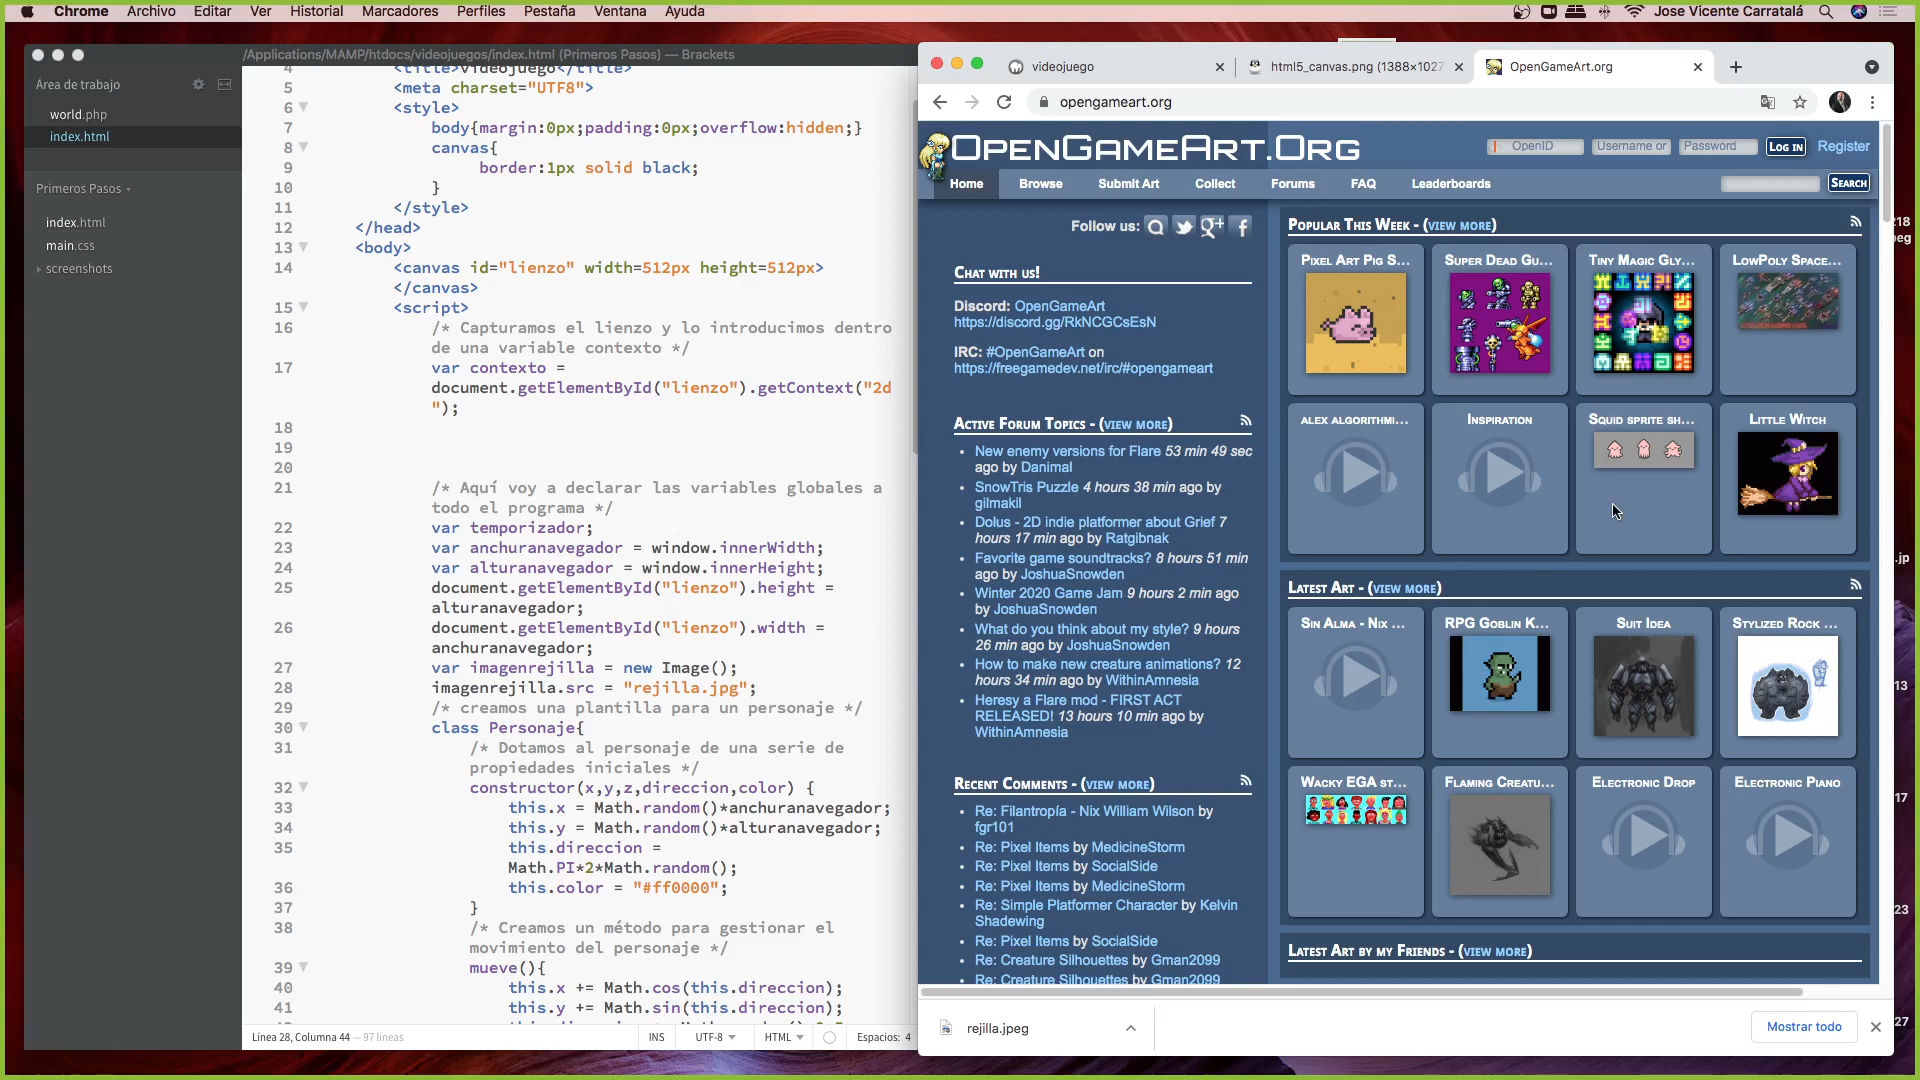 Chrome Archivo Editar Ver Historial Marcadores Perfiles Pestaña Ventana Ayuda
Jose Vicente Carratalá
/Applications/MAMP/htdocs/videojuegos/index.html (Primeros Pasos) — Brackets
Área de trabajo
world.php
index.html
Primeros Pasos
index.html
main.css
screenshots
4 <title>videojuego</title>
5 <meta charset="UTF8">
6 <style>
7 body{margin:0px;padding:0px;overflow:hidden;}
8 canvas{
9 border:1px solid black;
10 }
11 </style>
12 </head>
13 <body>
14 <canvas id="lienzo" width=512px height=512px>
</canvas>
15 <script>
16 /* Capturamos el lienzo y lo introducimos dentro
de una variable contexto */
17 var contexto =
document.getElementById("lienzo").getContext("2d
");
18
19
20
21 /* Aquí voy a declarar las variables globales a
todo el programa */
22 var temporizador;
23 var anchuranavegador = window.innerWidth;
24 var alturanavegador = window.innerHeight;
25 document.getElementById("lienzo").height =
alturanavegador;
26 document.getElementById("lienzo").width =
anchuranavegador;
27 var imagenrejilla = new Image();
28 imagenrejilla.src = "rejilla.jpg";
29 /* creamos una plantilla para un personaje */
30 class Personaje{
31 /* Dotamos al personaje de una serie de
propiedades iniciales */
32 constructor(x,y,z,direccion,color) {
33 this.x = Math.random()*anchuranavegador;
34 this.y = Math.random()*alturanavegador;
35 this.direccion =
Math.PI*2*Math.random();
36 this.color = "#ff0000";
37 }
38 /* Creamos un método para gestionar el
movimiento del personaje */
39 mueve(){
40 this.x += Math.cos(this.direccion);
41 this.y += Math.sin(this.direccion);
Línea 28, Columna 44 — 97 líneas
INS UTF-8 HTML Espacios: 4
videojuego
html5_canvas.png (1388×1027
OpenGameArt.org
opengameart.org
OpenGameArt.Org
OpenID Username or Password Log in Register
Home Browse Submit Art Collect Forums FAQ Leaderboards
Search
Follow us:
Chat with us!
Discord: OpenGameArt
https://discord.gg/RkNCGCsEsN
IRC: #OpenGameArt on
https://freegamedev.net/irc/#opengameart
Active Forum Topics - (view more)
New enemy versions for Flare 53 min 49 sec
ago by Danimal
SnowTris Puzzle 4 hours 38 min ago by
gilmakil
Dolus - 2D indie platformer about Grief 7
hours 17 min ago by Ratgibnak
Favorite game soundtracks? 8 hours 51 min
ago by JoshuaSnowden
Winter 2020 Game Jam 9 hours 2 min ago
by JoshuaSnowden
What do you think about my style? 9 hours
26 min ago by JoshuaSnowden
How to make new creature animations? 12
hours 34 min ago by WithinAmnesia
Heresy a Flare mod - FIRST ACT
RELEASED! 13 hours 10 min ago by
WithinAmnesia
Recent Comments - (view more)
Re: Filantropía - Nix William Wilson by
fgr101
Re: Pixel Items by MedicineStorm
Re: Pixel Items by SocialSide
Re: Pixel Items by MedicineStorm
Re: Simple Platformer Character by Kelvin
Shadewing
Re: Pixel Items by SocialSide
Re: Creature Silhouettes by Gman2099
Re: Creature Silhouettes by Gman2099
Popular This Week - (view more)
Pixel Art Pig S... Super Dead Gu... Tiny Magic Gly... LowPoly Space...
alex algorithmi... Inspiration Squid sprite sh... Little Witch
Latest Art - (view more)
Sin Alma - Nix ... RPG Goblin K... Suit Idea Stylized Rock ...
Wacky EGA st... Flaming Creatu... Electronic Drop Electronic Piano
Latest Art by my Friends - (view more)
rejilla.jpeg
Mostrar todo
218
peg
.jp
13
17
23
27